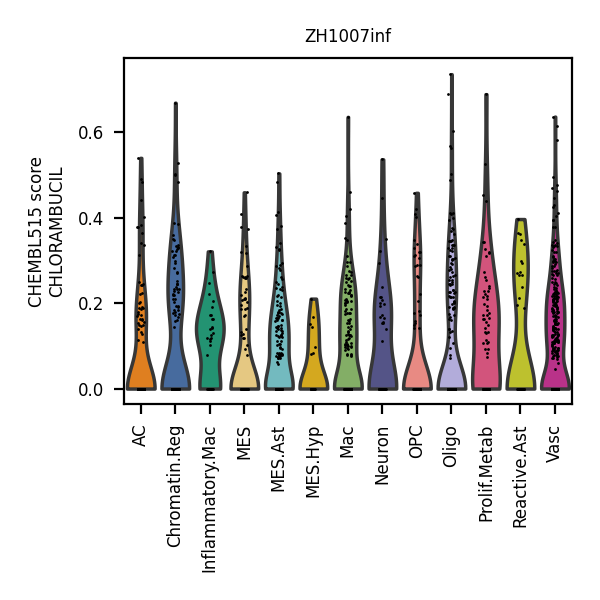 ZH1007inf
CHEMBL515 score
CHLORAMBUCIL
0.6
0.4
0.2
0.0
AC
Chromatin.Reg
Inflammatory.Mac
MES
MES.Ast
MES.Hyp
Mac
Neuron
OPC
Oligo
Prolif.Metab
Reactive.Ast
Vasc